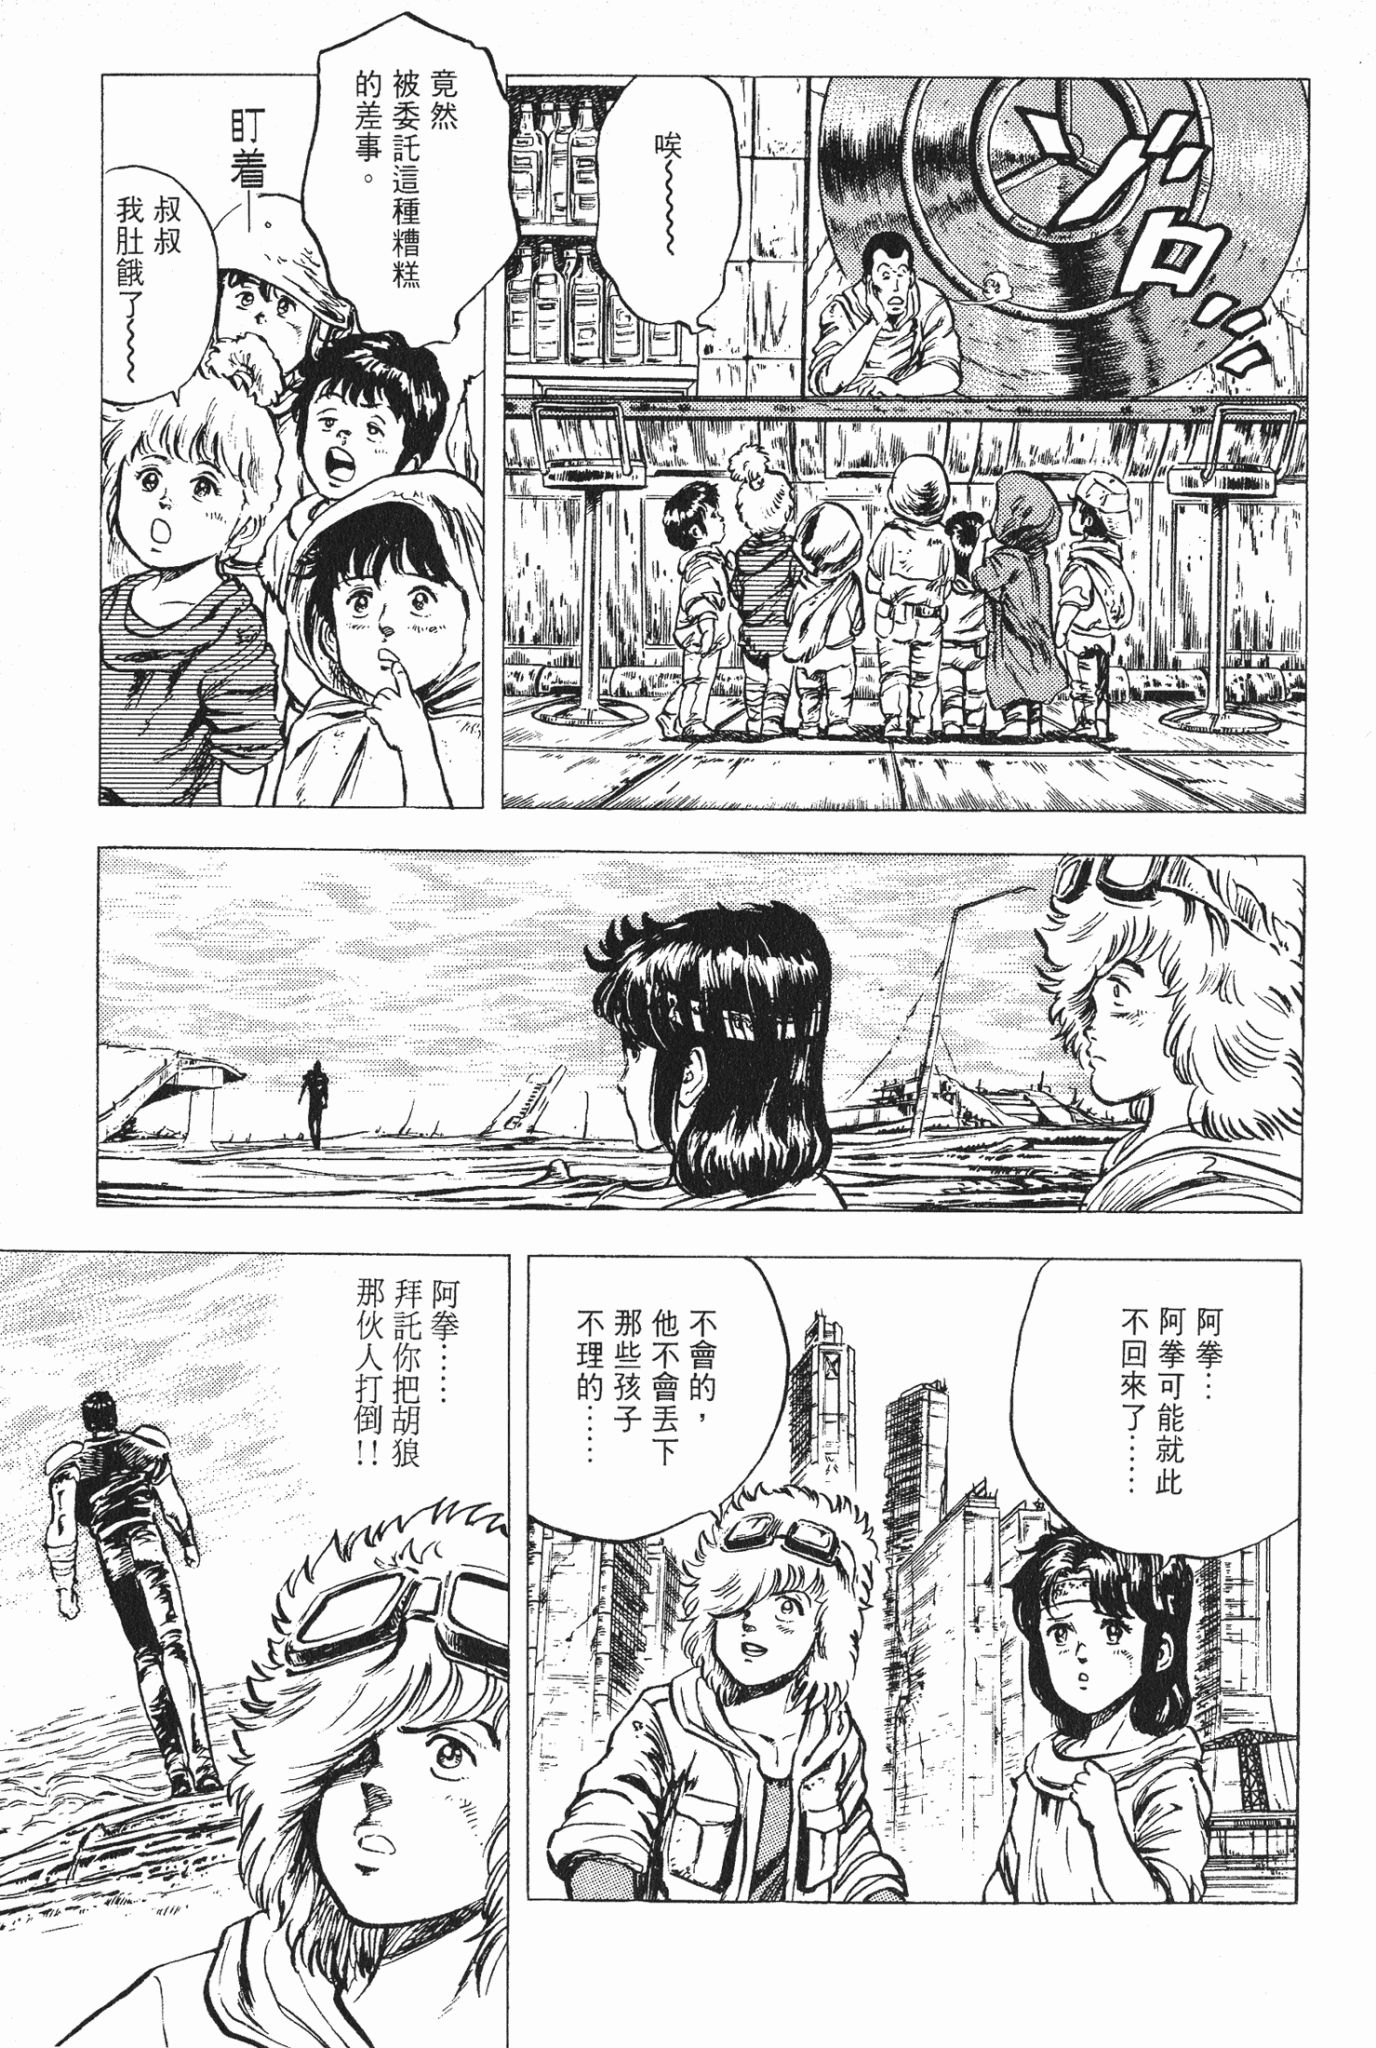 ゾロ…
唉~~~~
竟然
被委託這種糟糕
的差事。
盯着——。
叔叔
我肚餓了~~~~
阿拳…
阿拳可能就此
不回來了……
不會的，
他不會丟下
那些孩子
不理的……
阿拳……
拜託你把胡狼
那伙人打倒!!